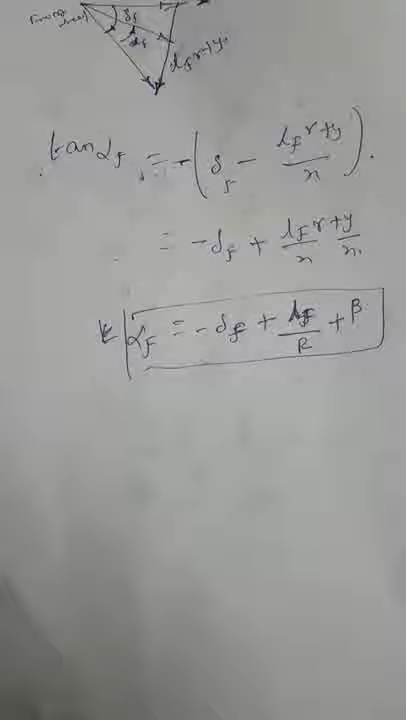 δf
αf
lf r+y
tan αf = -(δf - (lf r+y)/x).
= -δf + lf r/x + y/x.
αf = -δf + lf/R + β